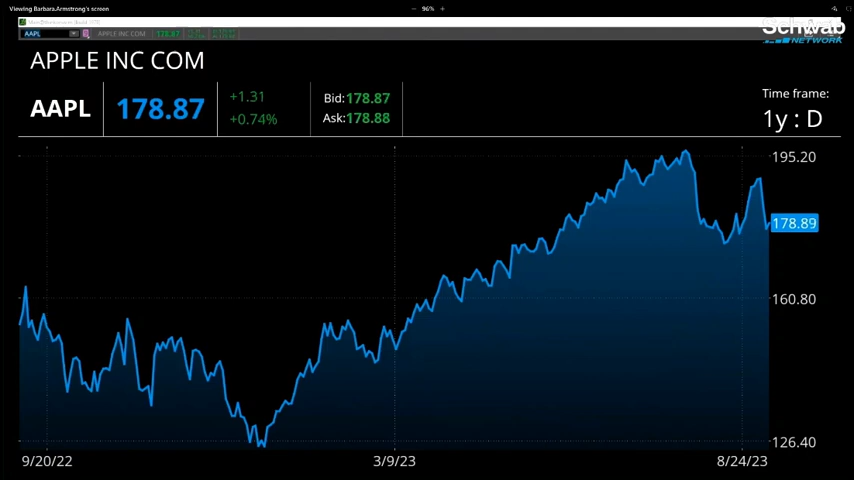 Viewing Barbara.Armstrong's screen
96%
AAPL
APPLE INC COM
178.87
Schwab
NETWORK
APPLE INC COM
AAPL
178.87
+1.31
+0.74%
Bid:178.87
Ask:178.88
Time frame:
1y : D
195.20
178.89
160.80
126.40
9/20/22
3/9/23
8/24/23